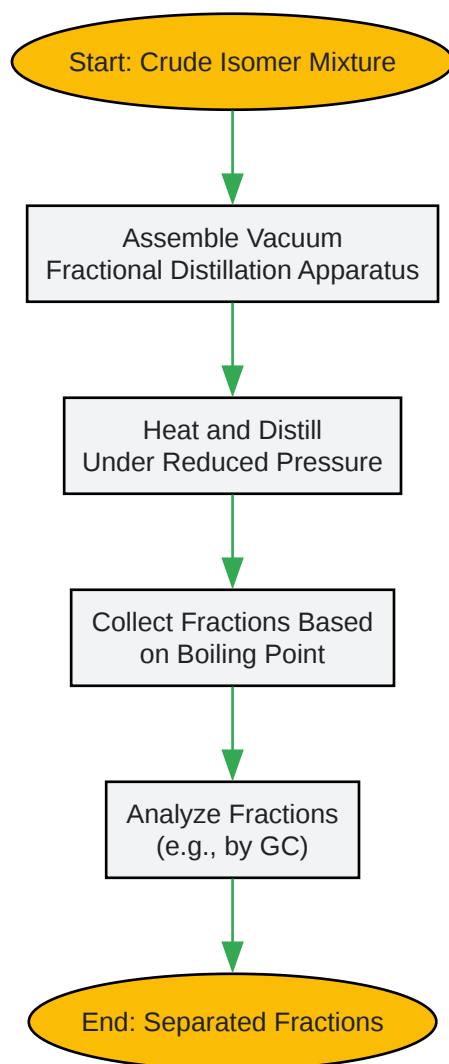 Start: Crude Isomer Mixture
Assemble Vacuum
Fractional Distillation Apparatus
Heat and Distill
Under Reduced Pressure
Collect Fractions Based
on Boiling Point
Analyze Fractions
(e.g., by GC)
End: Separated Fractions